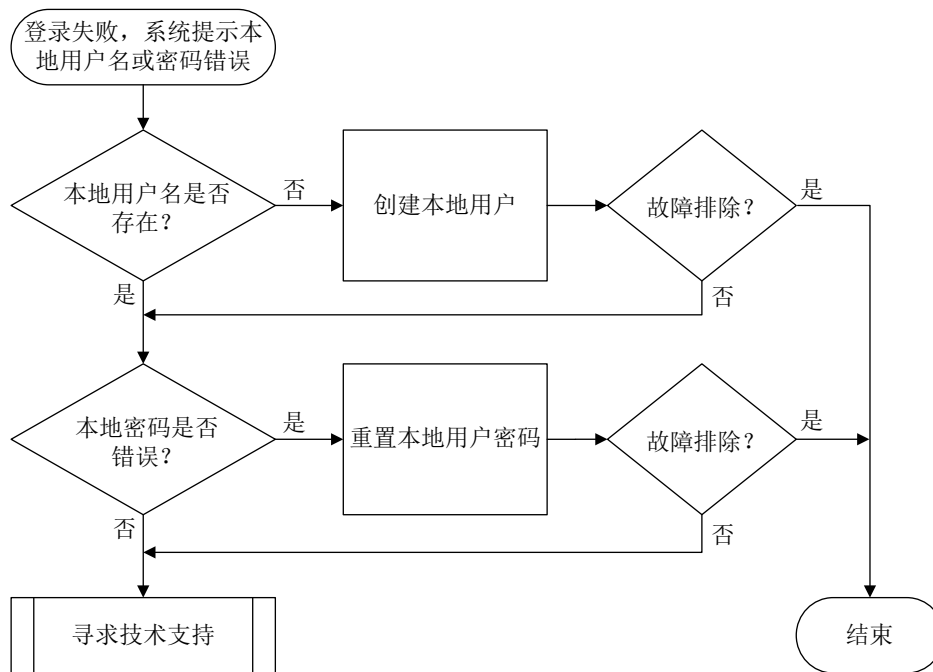 登录失败，系统提示本
地用户名或密码错误
本地用户名是否
存在？
否
创建本地用户
故障排除？
是
是
否
本地密码是否
错误？
是
重置本地用户密码
故障排除？
是
否
否
寻求技术支持
结束